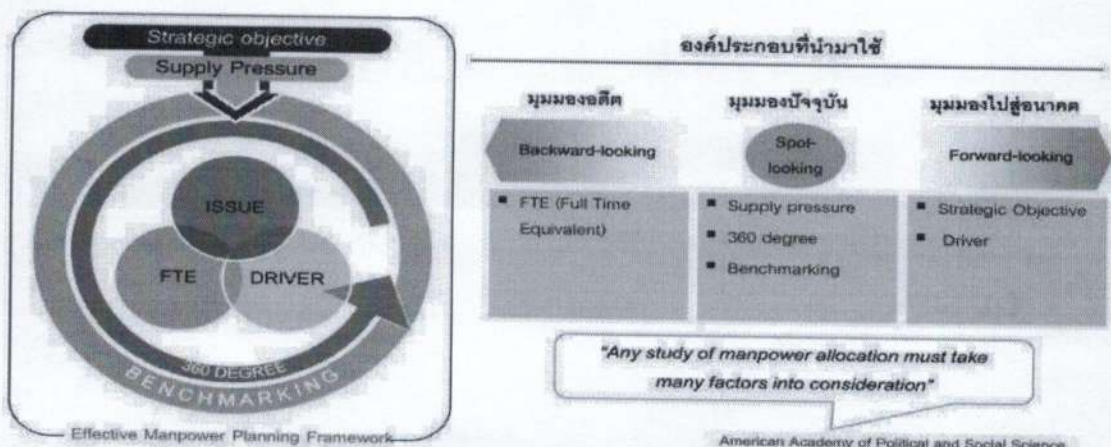 Strategic objective
Supply Pressure
ISSUE
FTE
DRIVER
360 DEGREE
BENCHMARKING
Effective Manpower Planning Framework
องค์ประกอบที่นำมาใช้
มุมมองอดีต
มุมมองปัจจุบัน
มุมมองไปสู่อนาคต
Backward-looking
Spot-
looking
Forward-looking
▪ FTE (Full Time
Equivalent)
▪ Supply pressure
▪ 360 degree
▪ Benchmarking
▪ Strategic Objective
▪ Driver
"Any study of manpower allocation must take
many factors into consideration"
American Academy of Political and Social Science